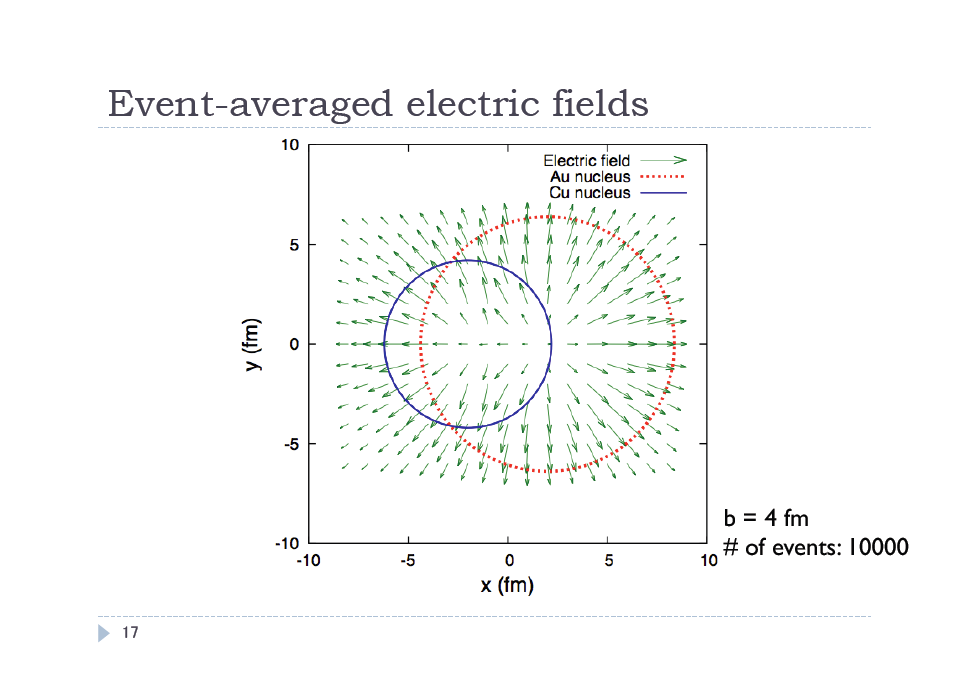 Event-averaged electric fields
10
Electric field
Au nucleus
Cu nucleus
5
0
-5
-10
y (fm)
-10 -5 0 5 10
x (fm)
b = 4 fm
# of events: 10000
17